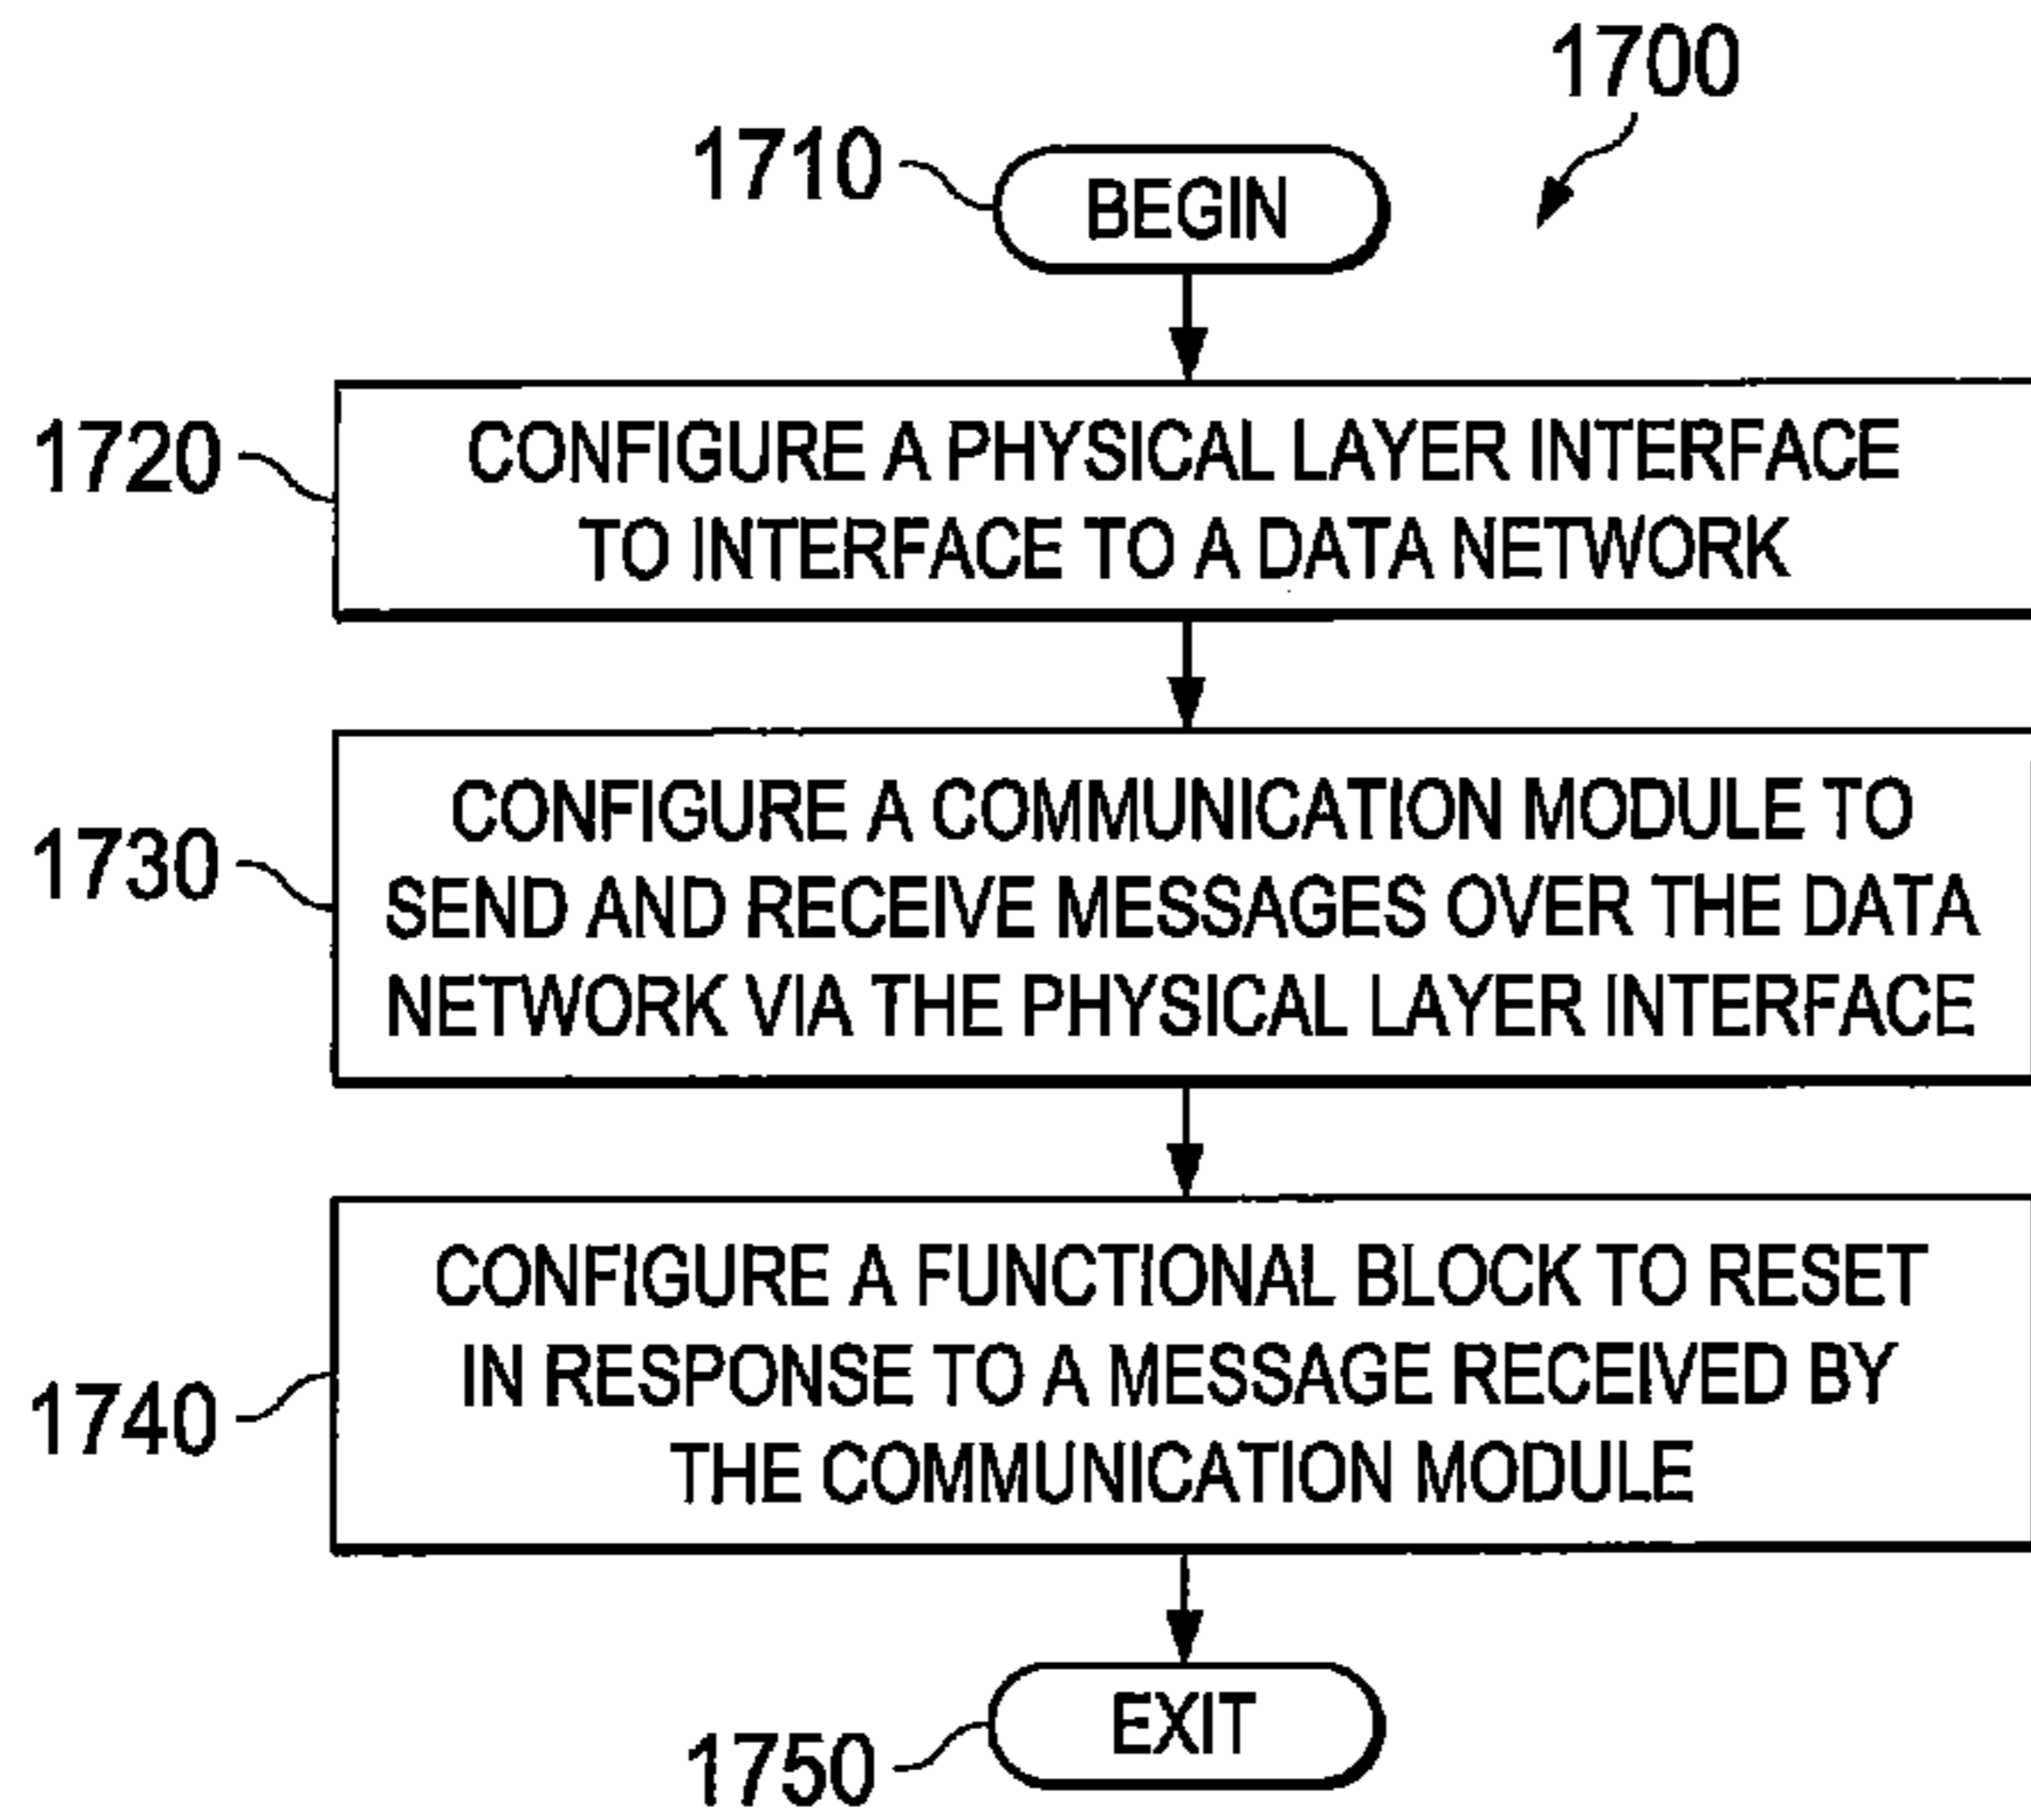 1700
1710
BEGIN
1720
CONFIGURE A PHYSICAL LAYER INTERFACE
TO INTERFACE TO A DATA NETWORK
1730
CONFIGURE A COMMUNICATION MODULE TO
SEND AND RECEIVE MESSAGES OVER THE DATA
NETWORK VIA THE PHYSICAL LAYER INTERFACE
1740
CONFIGURE A FUNCTIONAL BLOCK TO RESET
IN RESPONSE TO A MESSAGE RECEIVED BY
THE COMMUNICATION MODULE
1750
EXIT